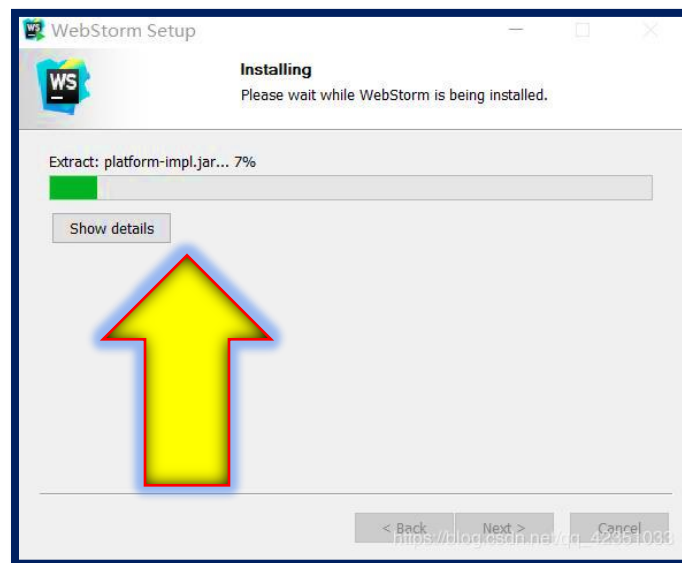 WebStorm Setup
WS
WS
Installing
Please wait while WebStorm is being installed.
Extract: platform-impl.jar... 7%
Show details
< Back
Next >
Cancel
https://blog.csdn.net/qq_42351033